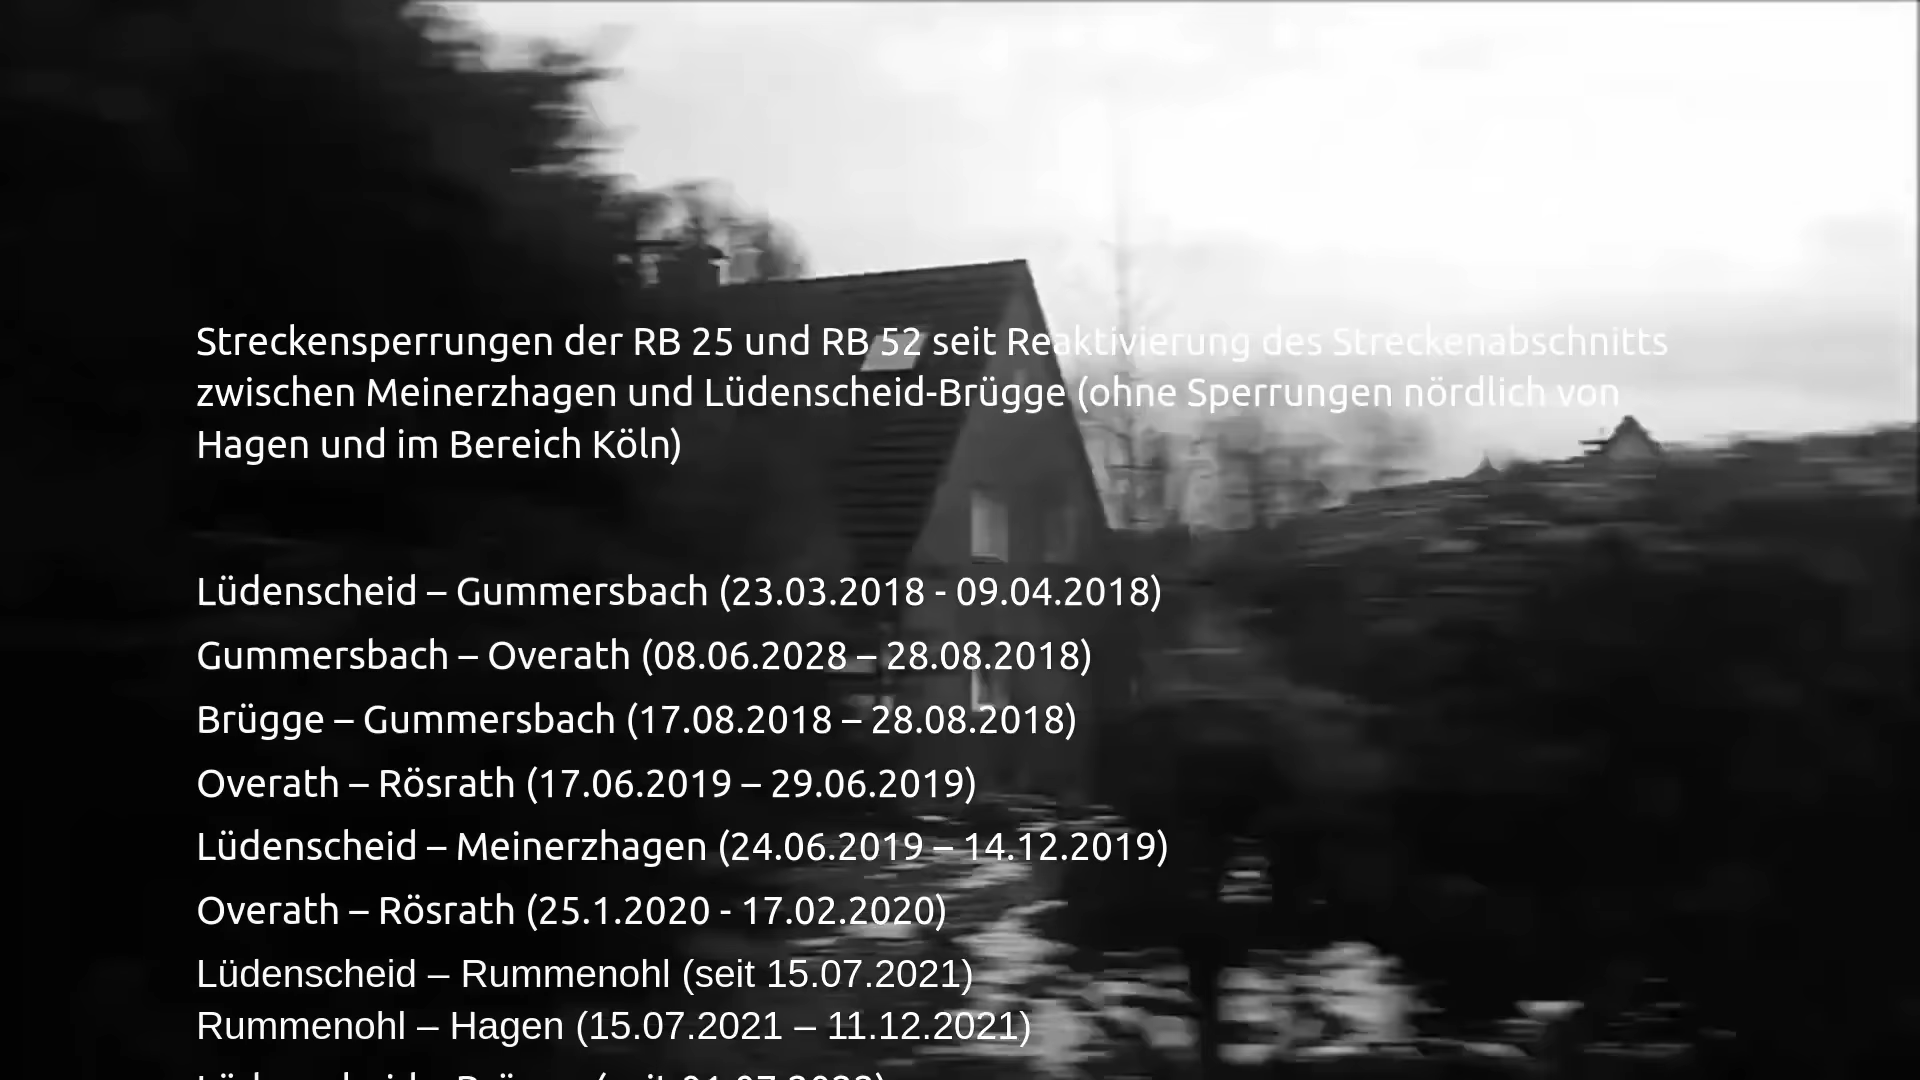 Streckensperrungen der RB 25 und RB 52 seit Reaktivierung des Streckenabschnitts
zwischen Meinerzhagen und Lüdenscheid-Brügge (ohne Sperrungen nördlich von
Hagen und im Bereich Köln)
Lüdenscheid – Gummersbach (23.03.2018 - 09.04.2018)
Gummersbach – Overath (08.06.2028 – 28.08.2018)
Brügge – Gummersbach (17.08.2018 – 28.08.2018)
Overath – Rösrath (17.06.2019 – 29.06.2019)
Lüdenscheid – Meinerzhagen (24.06.2019 – 14.12.2019)
Overath – Rösrath (25.1.2020 - 17.02.2020)
Lüdenscheid – Rummenohl (seit 15.07.2021)
Rummenohl – Hagen (15.07.2021 – 11.12.2021)